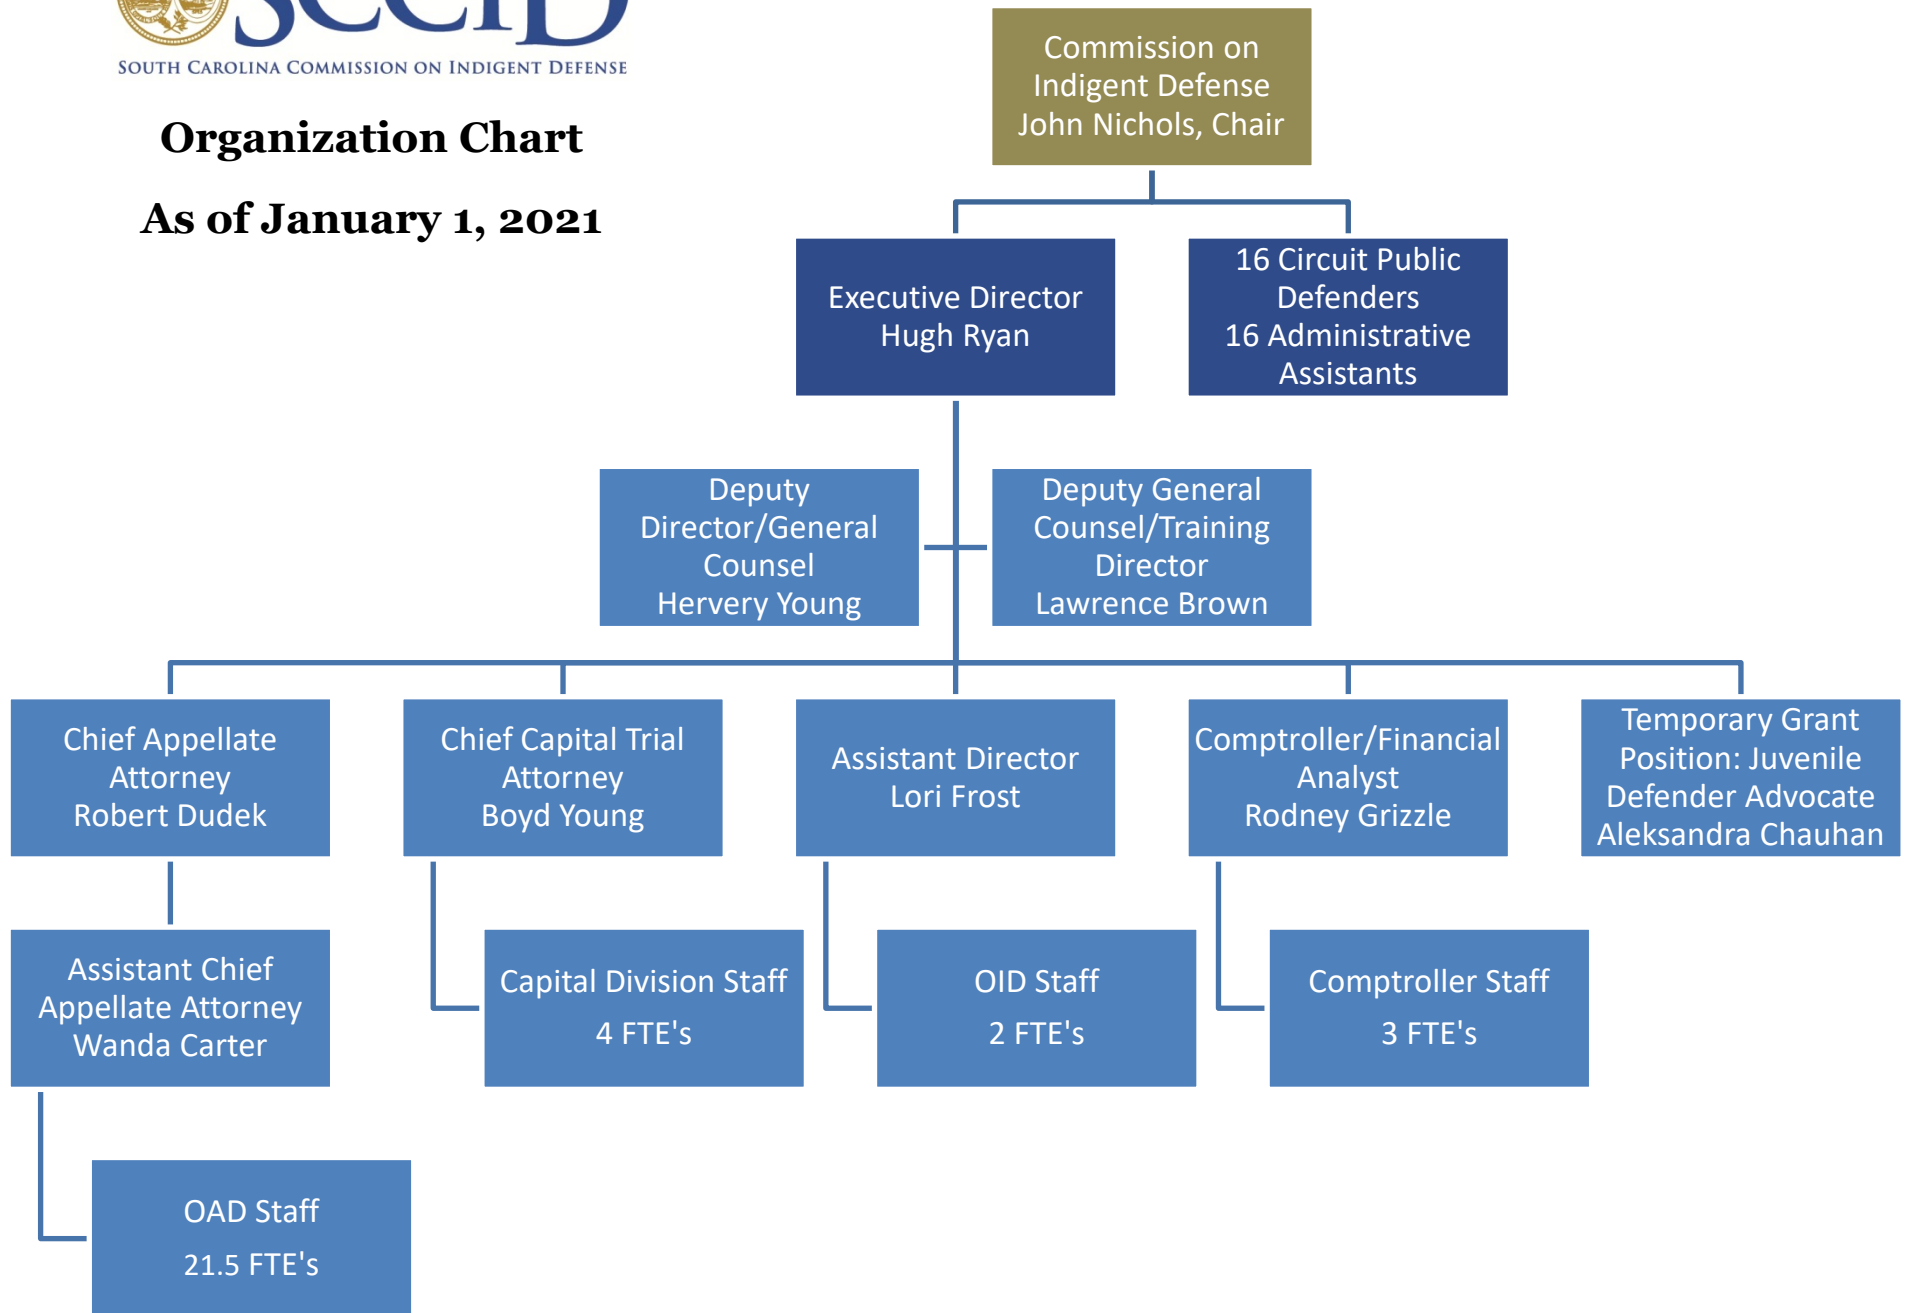 SCCID
SOUTH CAROLINA COMMISSION ON INDIGENT DEFENSE
Organization Chart
As of January 1, 2021
Commission on
Indigent Defense
John Nichols, Chair
Executive Director
Hugh Ryan
16 Circuit Public
Defenders
16 Administrative
Assistants
Deputy
Director/General
Counsel
Hervery Young
Deputy General
Counsel/Training
Director
Lawrence Brown
Chief Appellate
Attorney
Robert Dudek
Chief Capital Trial
Attorney
Boyd Young
Assistant Director
Lori Frost
Comptroller/Financial
Analyst
Rodney Grizzle
Temporary Grant
Position: Juvenile
Defender Advocate
Aleksandra Chauhan
Assistant Chief
Appellate Attorney
Wanda Carter
Capital Division Staff
4 FTE's
OID Staff
2 FTE's
Comptroller Staff
3 FTE's
OAD Staff
21.5 FTE's